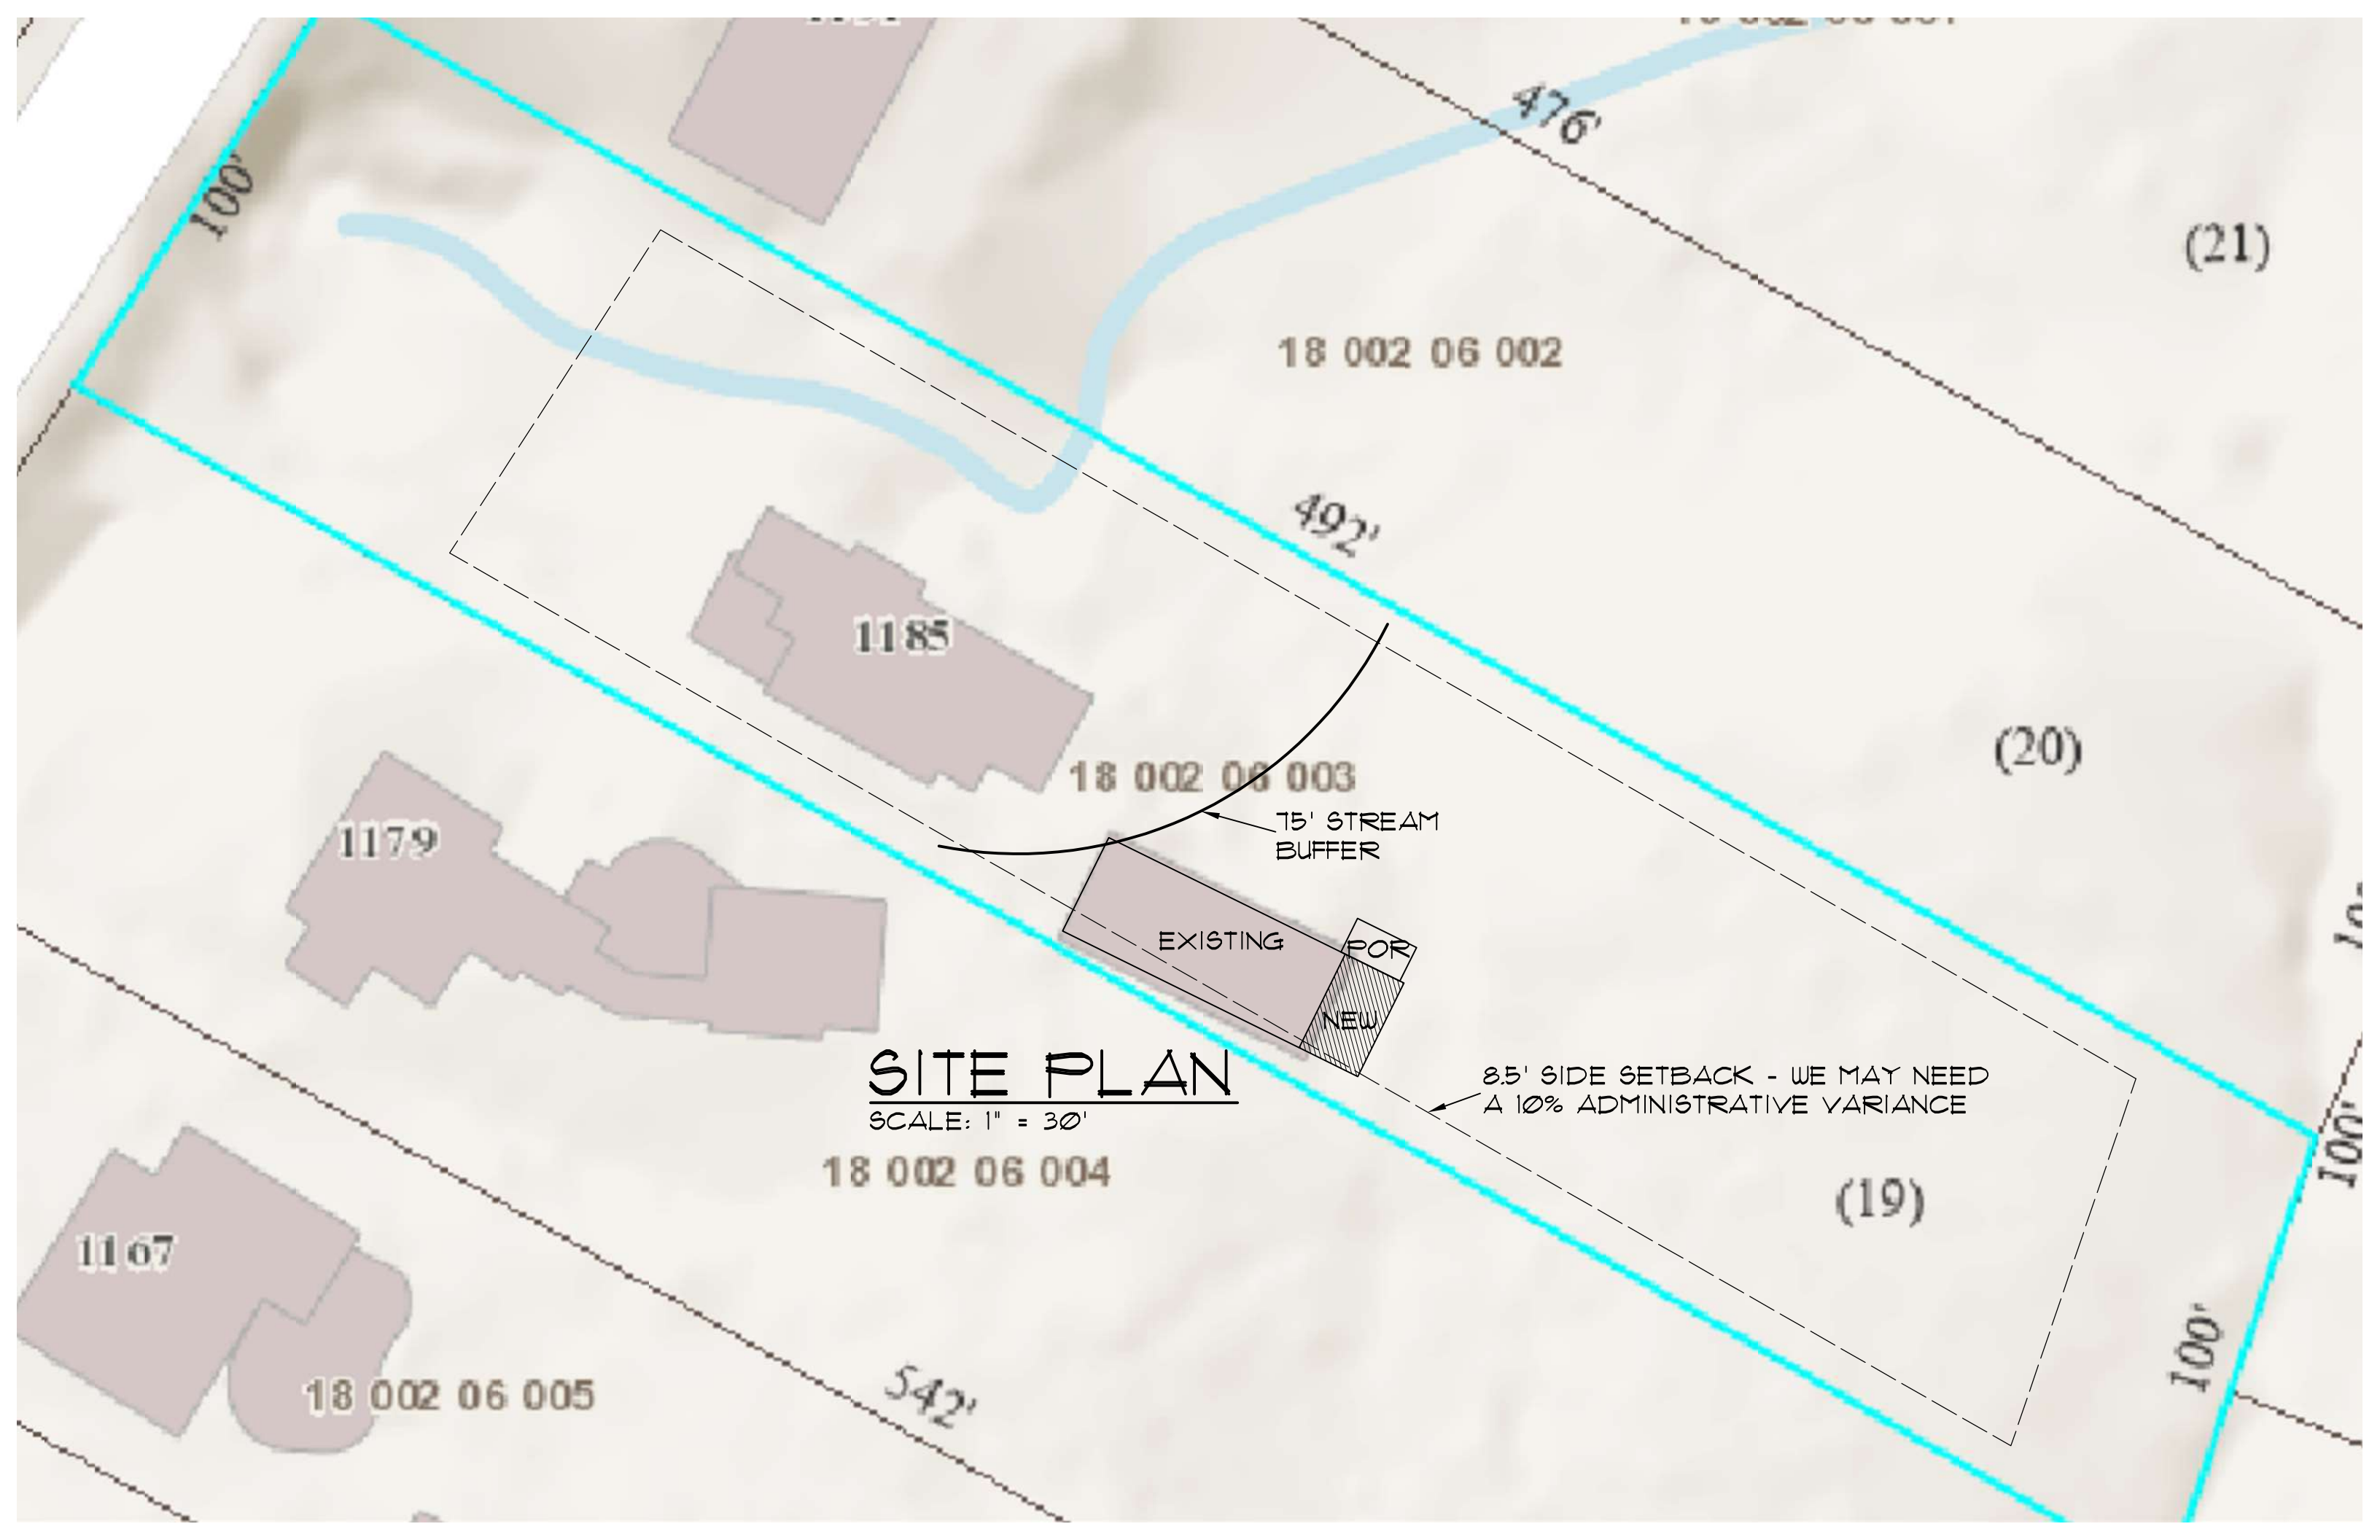 476'
100'
(21)
18 002 06 002
492'
1185
(20)
18 002 06 003
75' STREAM
BUFFER
1179
EXISTING
POR
NEW
SITE PLAN
SCALE: 1" = 30'
8.5' SIDE SETBACK - WE MAY NEED
A 10% ADMINISTRATIVE VARIANCE
100'
18 002 06 004
(19)
1167
100'
18 002 06 005
542'